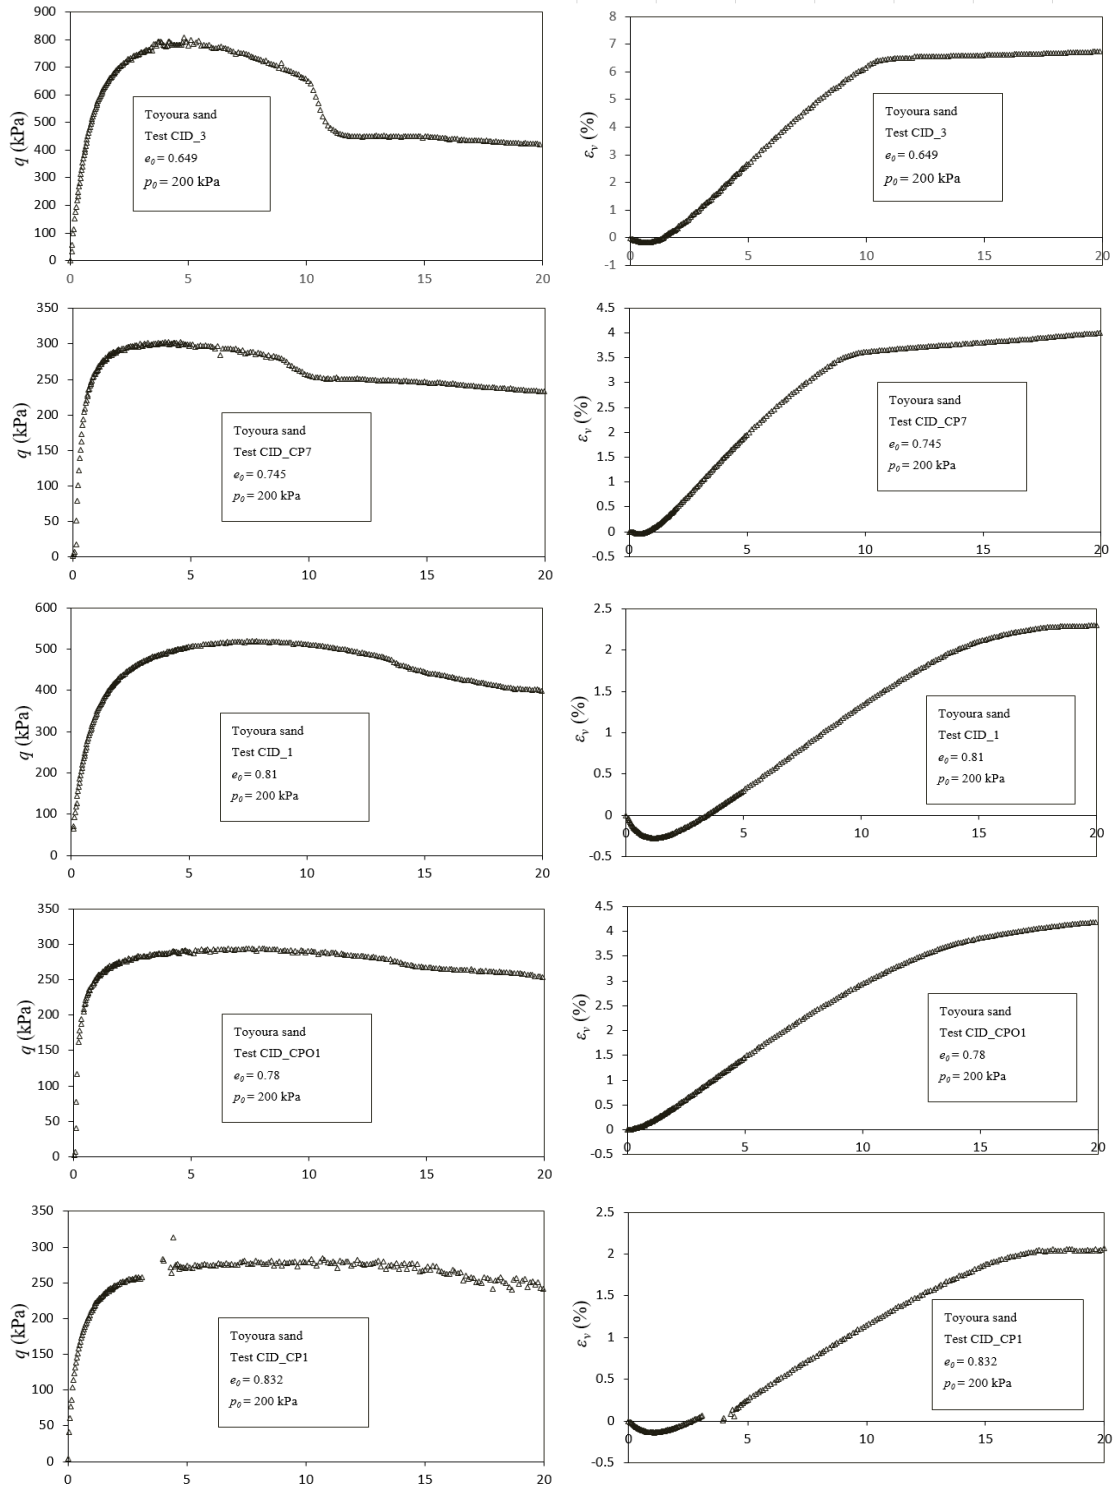 900
800
700
600
500
400
300
200
100
0
q (kPa)
0 5 10 15 20
Toyoura sand
Test CID_3
e0 = 0.649
p0 = 200 kPa
8
7
6
5
4
3
2
1
0
-1
εv (%)
5 10 15 20
Toyoura sand
Test CID_3
e0 = 0.649
p0 = 200 kPa
350
300
250
200
150
100
50
0
q (kPa)
0 5 10 15 20
Toyoura sand
Test CID_CP7
e0 = 0.745
p0 = 200 kPa
4.5
4
3.5
3
2.5
2
1.5
1
0.5
0
-0.5
εv (%)
5 10 15 20
Toyoura sand
Test CID_CP7
e0 = 0.745
p0 = 200 kPa
600
500
400
300
200
100
0
q (kPa)
0 5 10 15 20
Toyoura sand
Test CID_1
e0 = 0.81
p0 = 200 kPa
2.5
2
1.5
1
0.5
0
-0.5
εv (%)
5 10 15 20
Toyoura sand
Test CID_1
e0 = 0.81
p0 = 200 kPa
350
300
250
200
150
100
50
0
q (kPa)
0 5 10 15 20
Toyoura sand
Test CID_CPO1
e0 = 0.78
p0 = 200 kPa
4.5
4
3.5
3
2.5
2
1.5
1
0.5
0
-0.5
εv (%)
5 10 15 20
Toyoura sand
Test CID_CPO1
e0 = 0.78
p0 = 200 kPa
350
300
250
200
150
100
50
0
q (kPa)
0 5 10 15 20
Toyoura sand
Test CID_CP1
e0 = 0.832
p0 = 200 kPa
2.5
2
1.5
1
0.5
0
-0.5
εv (%)
0 5 10 15 20
Toyoura sand
Test CID_CP1
e0 = 0.832
p0 = 200 kPa